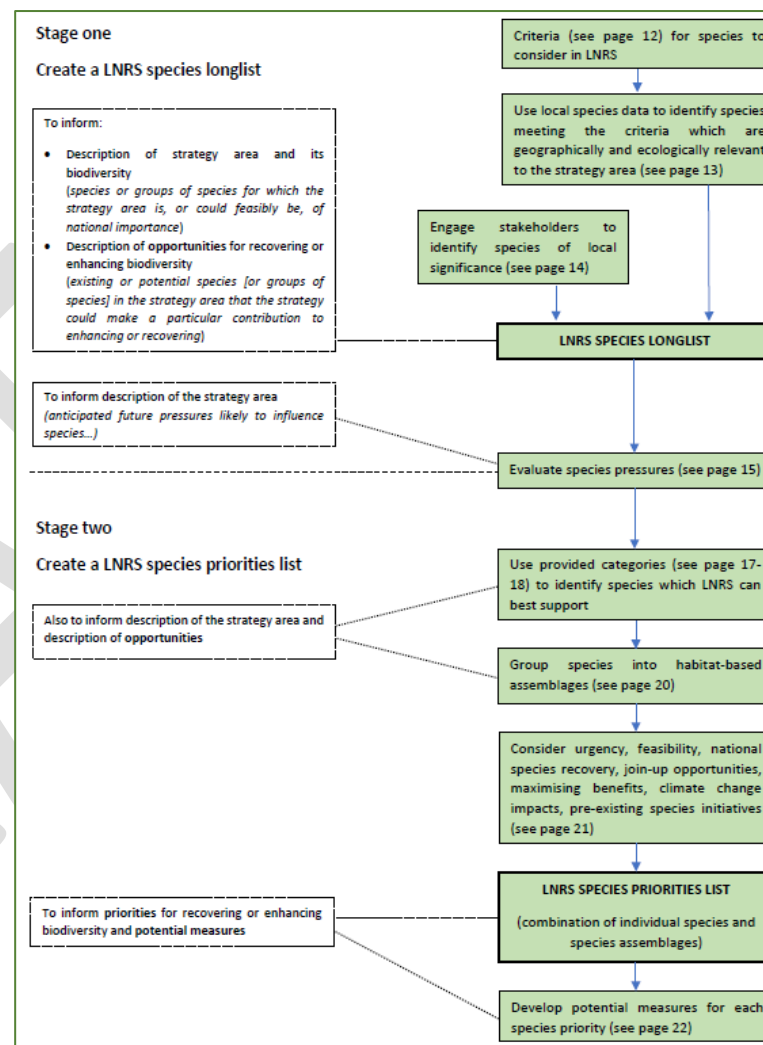 Stage one
Create a LNRS species longlist
Criteria (see page 12) for species to
consider in LNRS
Use local species data to identify species
meeting the criteria which are
geographically and ecologically relevant
to the strategy area (see page 13)
To inform:
• Description of strategy area and its
biodiversity
(species or groups of species for which the
strategy area is, or could feasibly be, of
national importance)
• Description of opportunities for recovering or
enhancing biodiversity
(existing or potential species [or groups of
species] in the strategy area that the strategy
could make a particular contribution to
enhancing or recovering)
Engage stakeholders to
identify species of local
significance (see page 14)
LNRS SPECIES LONGLIST
To inform description of the strategy area
(anticipated future pressures likely to influence
species...)
Evaluate species pressures (see page 15)
Stage two
Create a LNRS species priorities list
Use provided categories (see page 17-
18) to identify species which LNRS can
best support
Also to inform description of the strategy area and
description of opportunities
Group species into habitat-based
assemblages (see page 20)
Consider urgency, feasibility, national
species recovery, join-up opportunities,
maximising benefits, climate change
impacts, pre-existing species initiatives
(see page 21)
LNRS SPECIES PRIORITIES LIST
(combination of individual species and
species assemblages)
To inform priorities for recovering or enhancing
biodiversity and potential measures
Develop potential measures for each
species priority (see page 22)